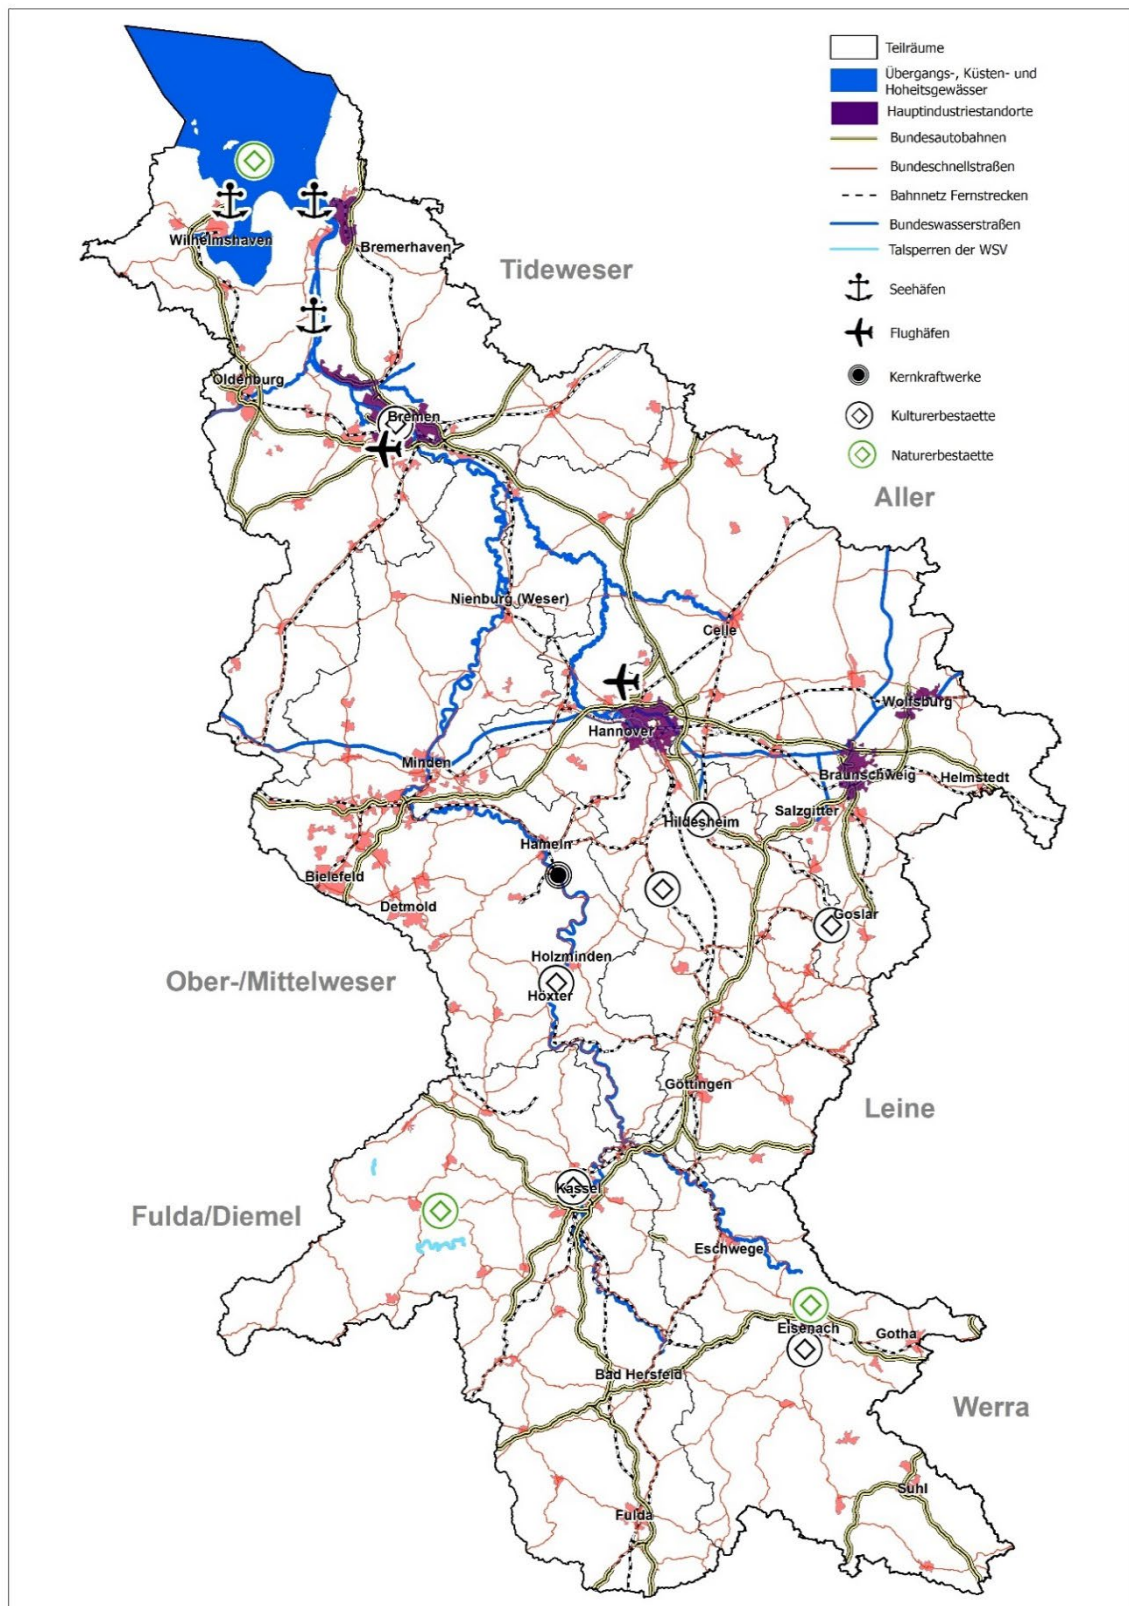 Teilräume
Übergangs-, Küsten- und
Hoheitsgewässer
Hauptindustriestandorte
Bundesautobahnen
Bundeschnellstraßen
Bahnnetz Fernstrecken
Bundeswasserstraßen
Talsperren der WSV
Seehäfen
Flughäfen
Kernkraftwerke
Kulturerbestaette
Naturerbestaette
Wilhelmshaven
Bremerhaven
Tideweser
Oldenburg
Bremen
Aller
Nienburg (Weser)
Celle
Wolfsburg
Hannover
Minden
Braunschweig
Helmstedt
Salzgitter
Hildesheim
Hameln
Bielefeld
Detmold
Goslar
Holzminden
Ober-/Mittelweser
Höxter
Göttingen
Leine
Kassel
Fulda/Diemel
Eschwege
Eisenach
Gotha
Bad Hersfeld
Werra
Suhl
Fulda